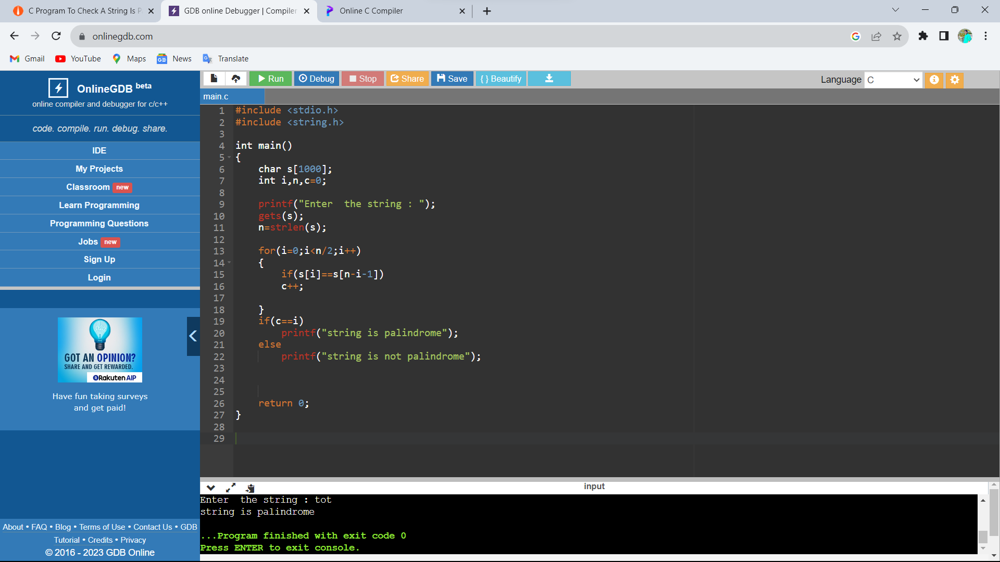 C Program To Check A String Is P
GDB online Debugger | Compiler
Online C Compiler
onlinegdb.com
Gmail
YouTube
Maps
News
Translate
OnlineGDB beta
online compiler and debugger for c/c++
code. compile. run. debug. share.
IDE
My Projects
Classroom new
Learn Programming
Programming Questions
Jobs new
Sign Up
Login
idea
GOT AN OPINION?
SHARE AND GET REWARDED.
Rakuten AIP
Have fun taking surveys
and get paid!
About • FAQ • Blog • Terms of Use • Contact Us • GDB
Tutorial • Credits • Privacy
© 2016 - 2023 GDB Online
Run Debug Stop Share Save { } Beautify
Language C
main.c
1 #include <stdio.h>
2 #include <string.h>
3
4 int main()
5 {
6     char s[1000];
7     int i,n,c=0;
8
9     printf("Enter  the string : ");
10     gets(s);
11     n=strlen(s);
12
13     for(i=0;i<n/2;i++)
14     {
15         if(s[i]==s[n-i-1])
16         c++;
17
18     }
19     if(c==i)
20         printf("string is palindrome");
21     else
22         printf("string is not palindrome");
23
24
25
26     return 0;
27 }
28
29
input
Enter  the string : tot
string is palindrome
...Program finished with exit code 0
Press ENTER to exit console.